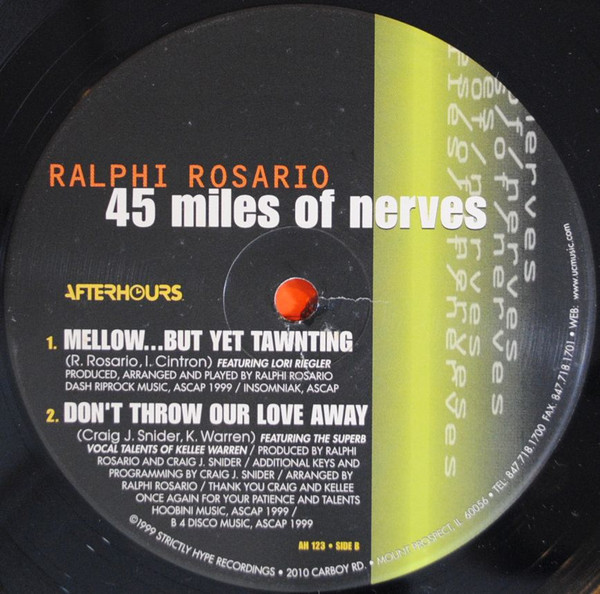 RALPHI ROSARIO
45 miles of nerves
AFTERHOURS
1. MELLOW...BUT YET TAWNTING
(R. Rosario, I. Cintron) FEATURING LORI RIEGLER
PRODUCED, ARRANGED AND PLAYED BY RALPHI ROSARIO
DASH RIPROCK MUSIC, ASCAP 1999 / INSOMNIAK, ASCAP
2. DON'T THROW OUR LOVE AWAY
(Craig J. Snider, K. Warren) FEATURING THE SUPERB
VOCAL TALENTS OF KELLEE WARREN / PRODUCED BY RALPHI
ROSARIO AND CRAIG J. SNIDER / ADDITIONAL KEYS AND
PROGRAMMING BY CRAIG J. SNIDER / ARRANGED BY
RALPHI ROSARIO / THANK YOU CRAIG AND KELLEE
ONCE AGAIN FOR YOUR PATIENCE AND TALENTS
HOOBINI MUSIC, ASCAP 1999 /
B 4 DISCO MUSIC, ASCAP 1999
AH 123 • SIDE B
©1999 STRICTLY HYPE RECORDINGS • 2010 CARBOY RD. • MOUNT PROSPECT, IL 60056 • TEL 847.718.1700 FAX. 847.718.1701 • WEB. www.ucmusic.com